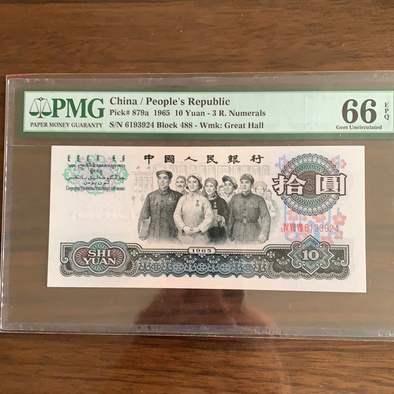 PMG
PAPER MONEY GUARANTY
China / People's Republic
Pick# 879a 1965 10 Yuan - 3 R. Numerals
S/N 6193924 Block 488 - Wmk: Great Hall
66 EPQ
Gem Uncirculated
中國人民銀行
拾圓
6193924
1965
SHI
YUAN
10